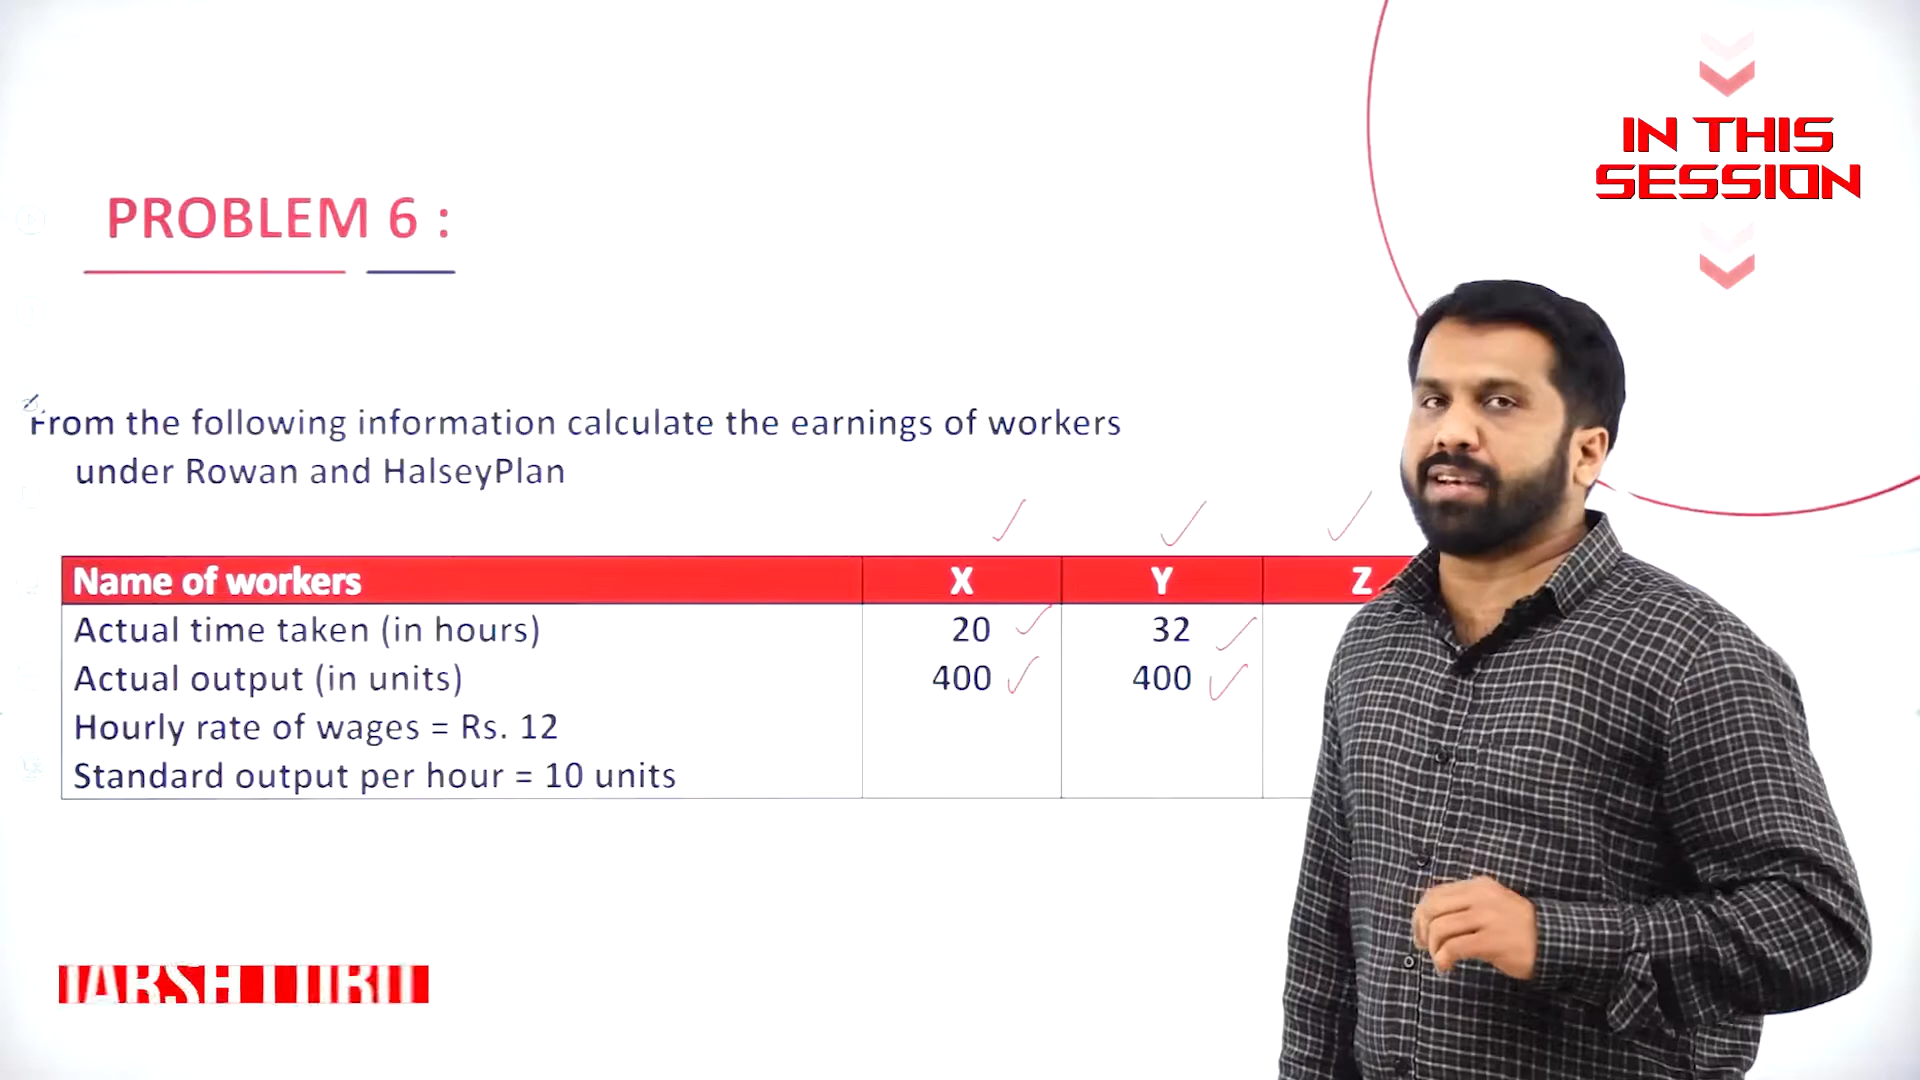 IN THIS
SESSION
PROBLEM 6 :
From the following information calculate the earnings of workers
under Rowan and HalseyPlan
Name of workers X Y Z
Actual time taken (in hours) 20 32
Actual output (in units) 400 400
Hourly rate of wages = Rs. 12
Standard output per hour = 10 units